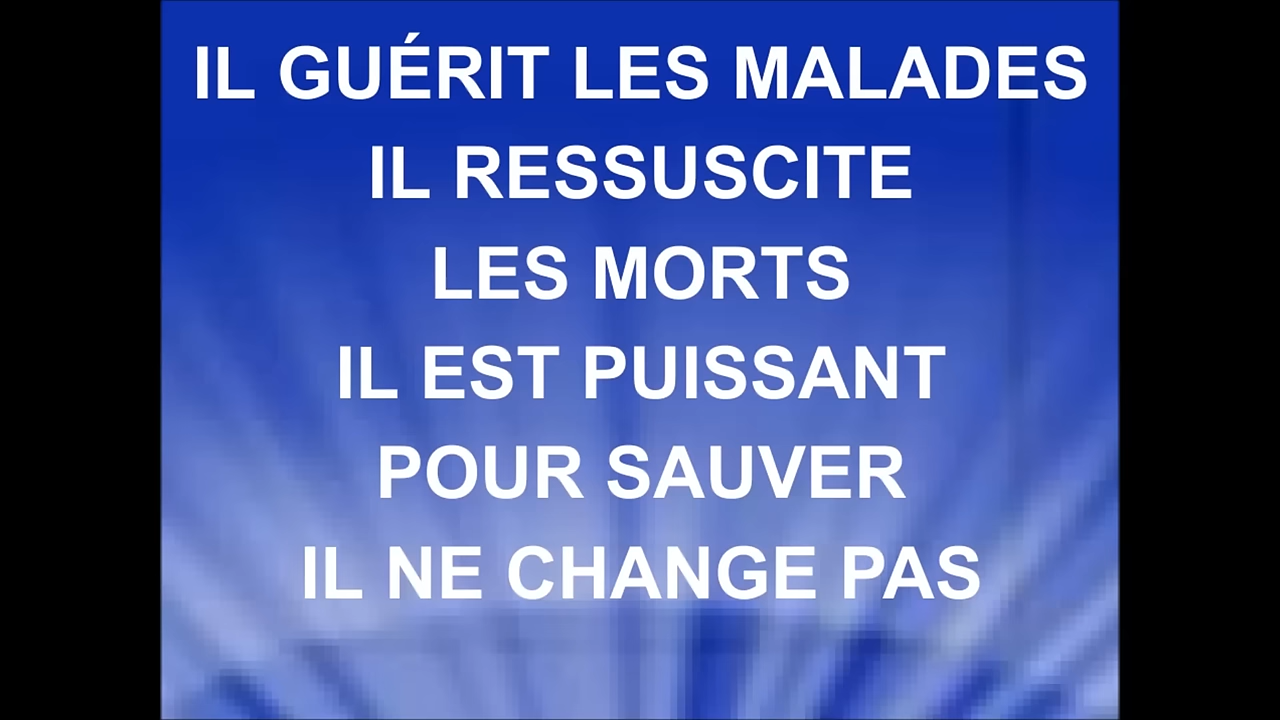 IL GUÉRIT LES MALADES
IL RESSUSCITE
LES MORTS
IL EST PUISSANT
POUR SAUVER
IL NE CHANGE PAS